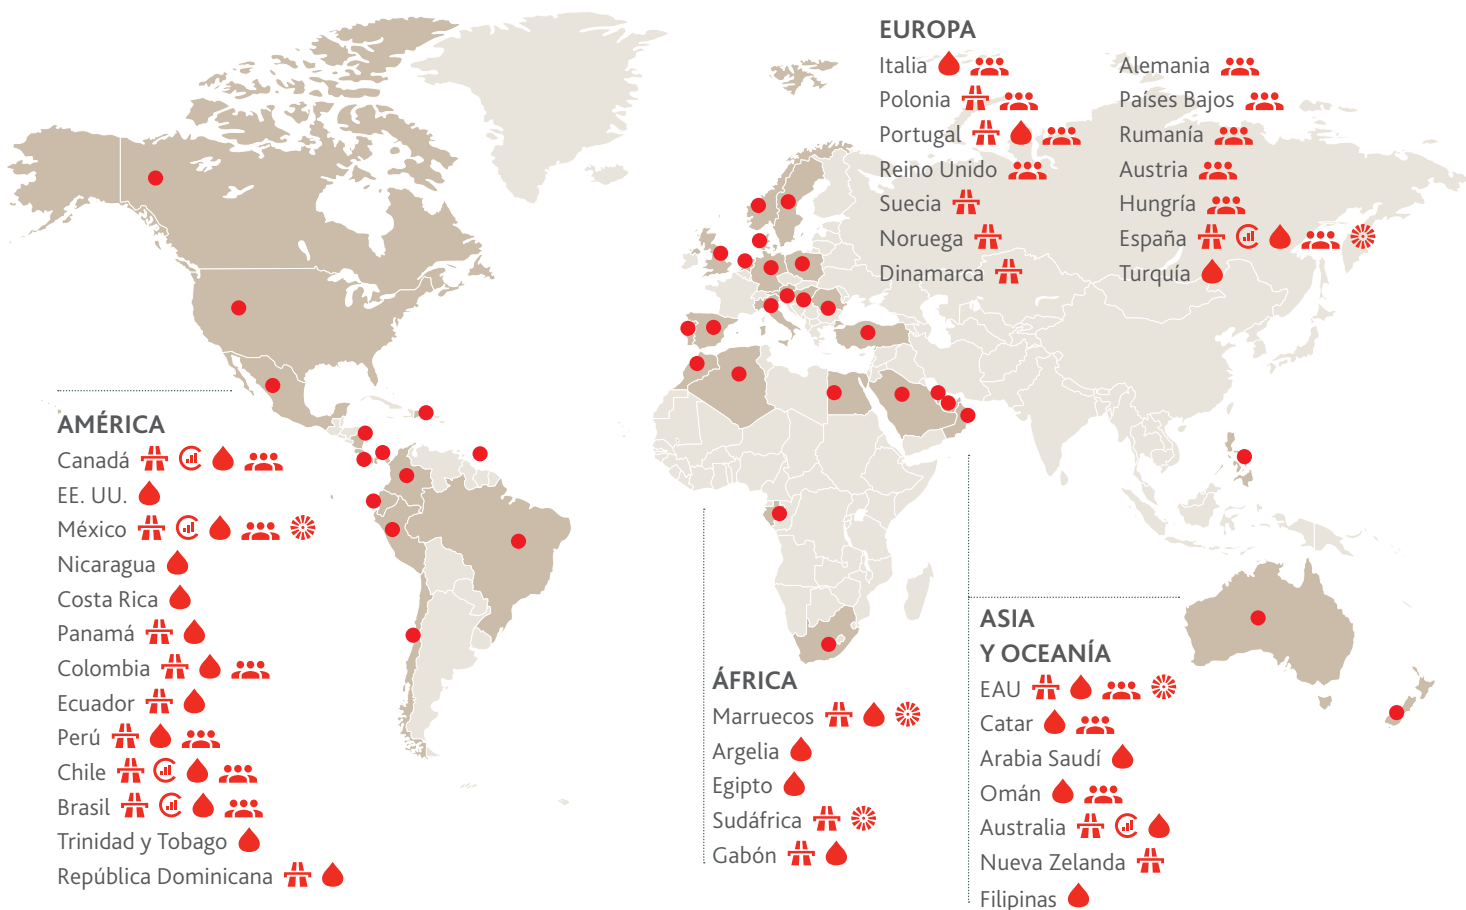 EUROPA
Italia
Polonia
Portugal
Reino Unido
Suecia
Noruega
Dinamarca
Alemania
Países Bajos
Rumanía
Austria
Hungría
España
Turquía
AMÉRICA
Canadá
EE. UU.
México
Nicaragua
Costa Rica
Panamá
Colombia
Ecuador
Perú
Chile
Brasil
Trinidad y Tobago
República Dominicana
ÁFRICA
Marruecos
Argelia
Egipto
Sudáfrica
Gabón
ASIA
Y OCEANÍA
EAU
Catar
Arabia Saudí
Omán
Australia
Nueva Zelanda
Filipinas